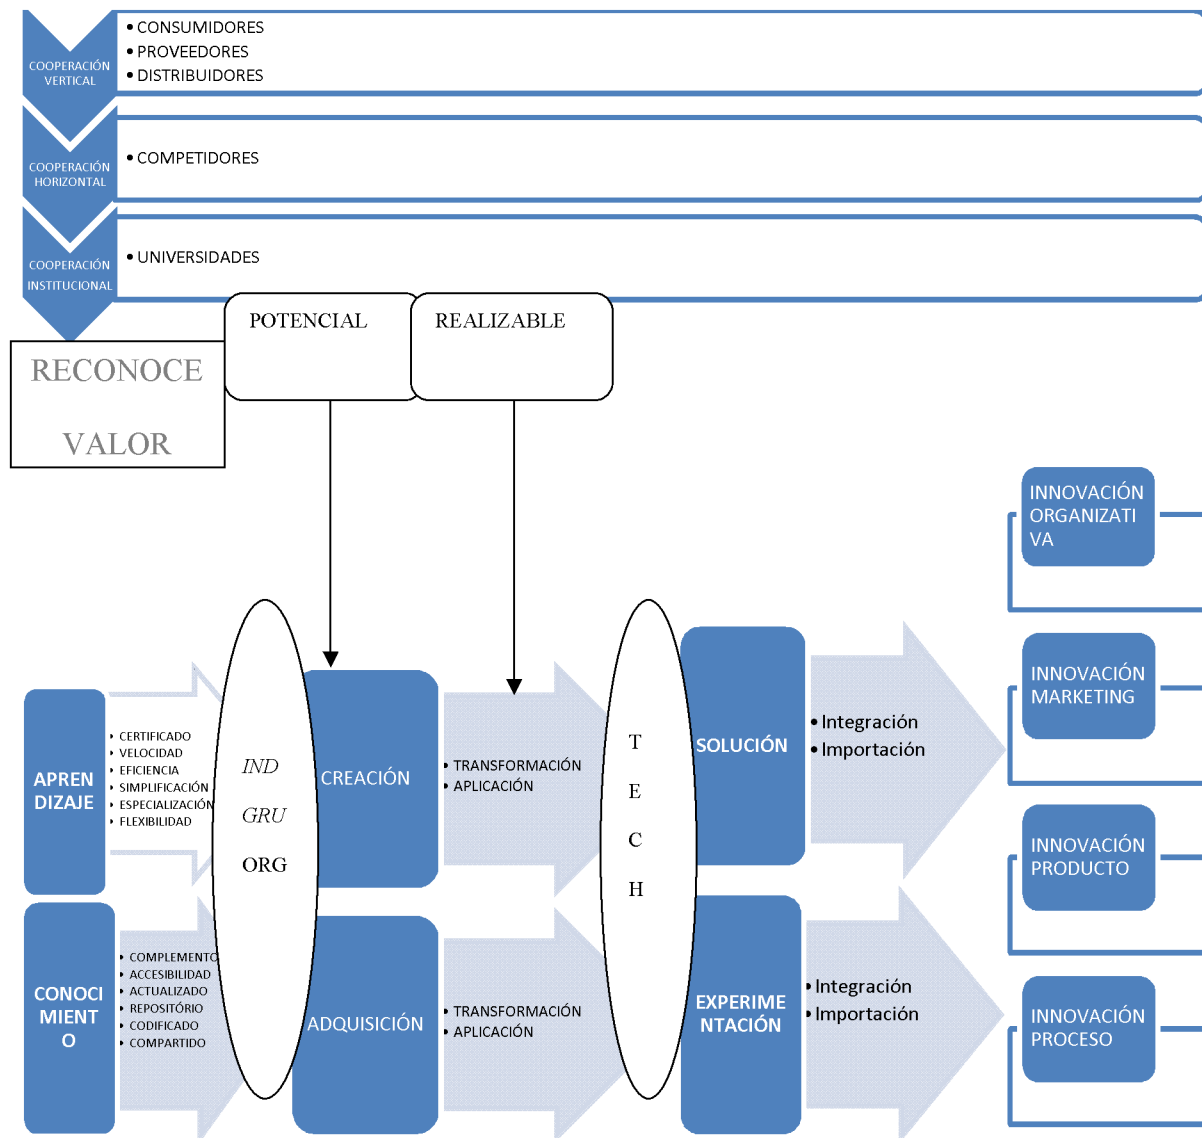 COOPERACIÓN
VERTICAL
• CONSUMIDORES
• PROVEEDORES
• DISTRIBUIDORES
COOPERACIÓN
HORIZONTAL
• COMPETIDORES
COOPERACIÓN
INSTITUCIONAL
• UNIVERSIDADES
POTENCIAL
REALIZABLE
RECONOCE
VALOR
APREN
DIZAJE
• CERTIFICADO
• VELOCIDAD
• EFICIENCIA
• SIMPLIFICACIÓN
• ESPECIALIZACIÓN
• FLEXIBILIDAD
IND
GRU
ORG
CREACIÓN
• TRANSFORMACIÓN
• APLICACIÓN
T
E
C
H
SOLUCIÓN
• Integración
• Importación
CONOCI
MIENT
O
• COMPLEMENTO
• ACCESIBILIDAD
• ACTUALIZADO
• REPOSITÓRIO
• CODIFICADO
• COMPARTIDO
ADQUISICIÓN
• TRANSFORMACIÓN
• APLICACIÓN
EXPERIME
NTACIÓN
• Integración
• Importación
INNOVACIÓN
ORGANIZATI
VA
INNOVACIÓN
MARKETING
INNOVACIÓN
PRODUCTO
INNOVACIÓN
PROCESO